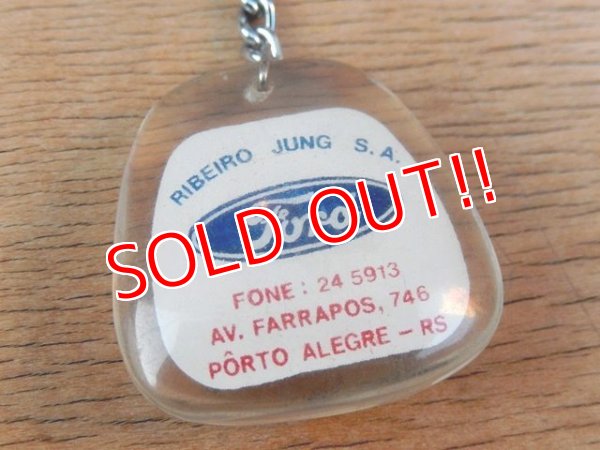 RIBEIRO JUNG S.A.
Ford
SOLD OUT!!
FONE: 24 5913
AV. FARRAPOS, 746
PÔRTO ALEGRE - RS